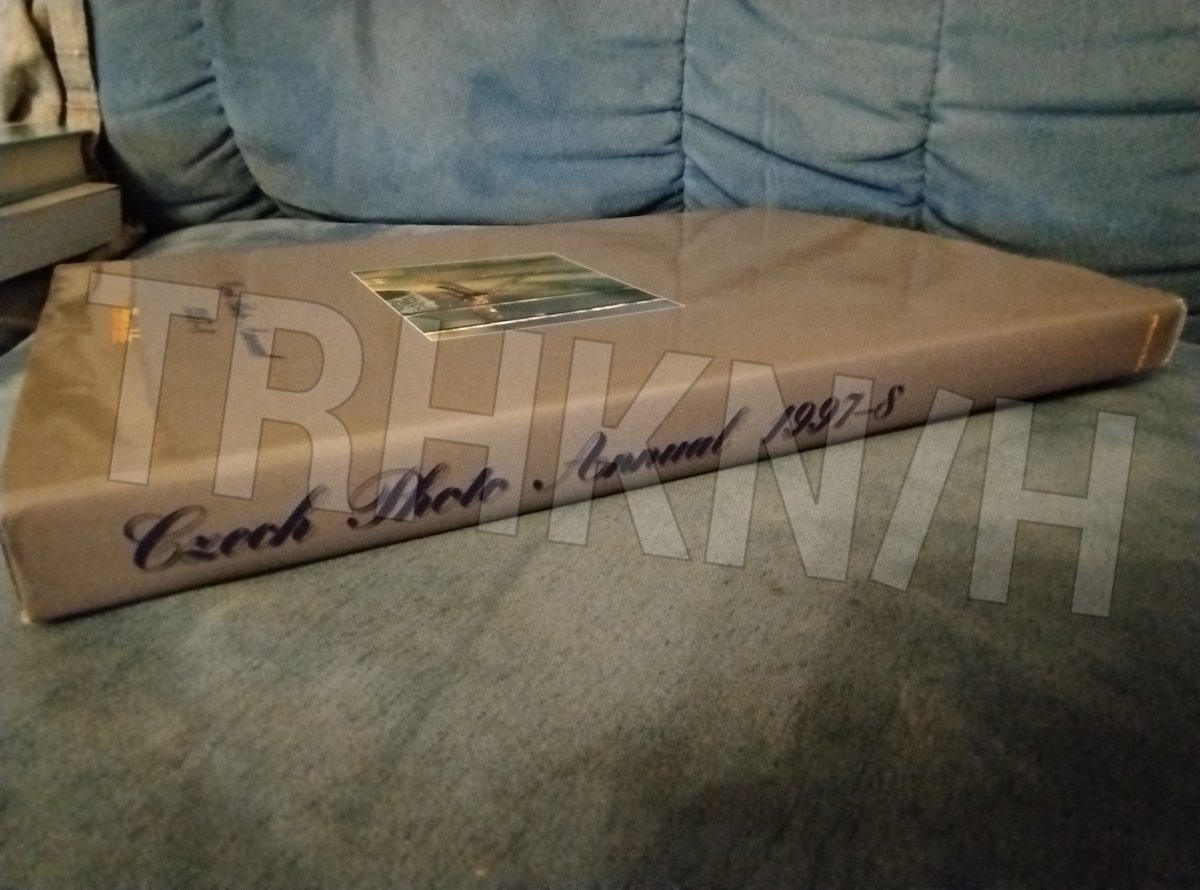 Czech Photo Annual 1997-8
TRHKN/H